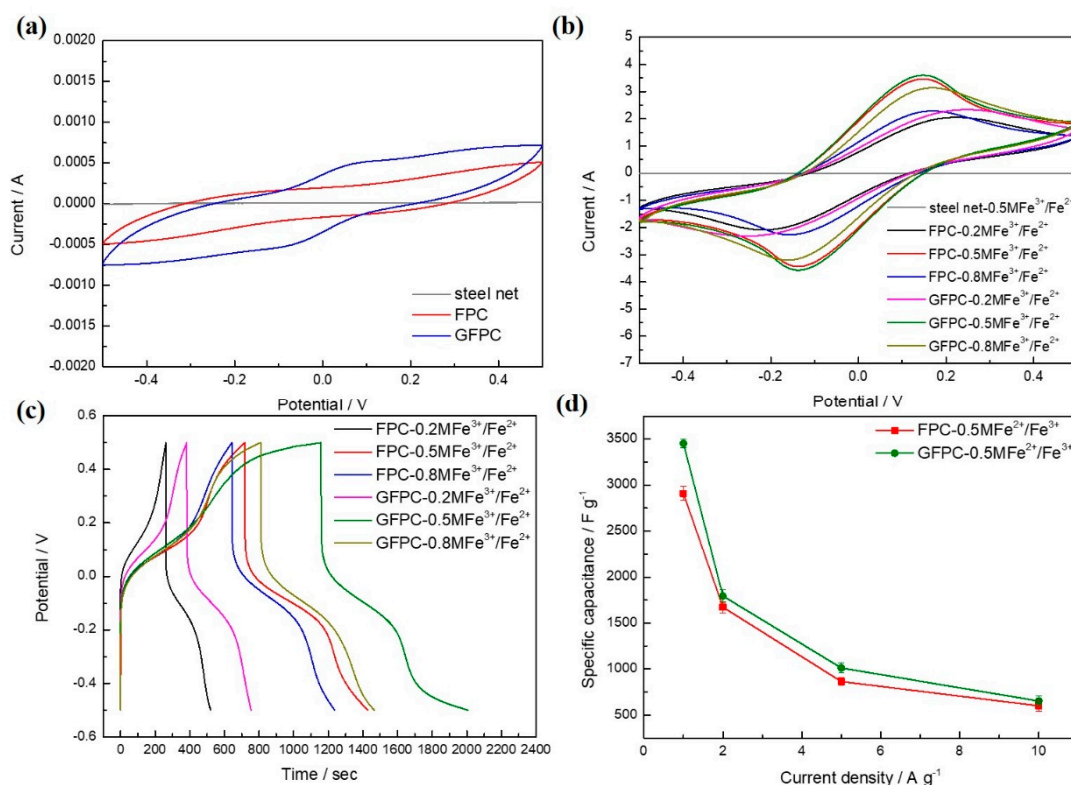 (a)
0.0020
0.0015
0.0010
0.0005
0.0000
-0.0005
0.0010
0.0015
0.0020
Current / A
-0.4
-0.2
0.0
0.2
0.4
Potential / V
steel net
FPC
GFPC
(b)
5
4
3
2
1
0
-1
-2
-3
-4
-5
-6
-7
Current / A
-0.4
-0.2
0.0
0.2
0.4
Potential / V
steel net-0.5MFe³⁺/Fe²⁺
FPC-0.2MFe³⁺/Fe²⁺
FPC-0.5MFe³⁺/Fe²⁺
FPC-0.8MFe³⁺/Fe²⁺
GFPC-0.2MFe³⁺/Fe²⁺
GFPC-0.5MFe³⁺/Fe²⁺
GFPC-0.8MFe³⁺/Fe²⁺
(c)
0.6
0.4
0.2
0.0
-0.2
-0.4
-0.6
Potential / V
0 200 400 600 800 1000 1200 1400 1600 1800 2000 2200 2400
Time / sec
FPC-0.2MFe³⁺/Fe²⁺
FPC-0.5MFe³⁺/Fe²⁺
FPC-0.8MFe³⁺/Fe²⁺
GFPC-0.2MFe³⁺/Fe²⁺
GFPC-0.5MFe³⁺/Fe²⁺
GFPC-0.8MFe³⁺/Fe²⁺
(d)
3500
3000
2500
2000
1500
1000
500
Specific capacitance / F g⁻¹
0 2 4 6 8 10
Current density / A g⁻¹
FPC-0.5MFe²⁺/Fe³⁺
GFPC-0.5MFe²⁺/Fe³⁺